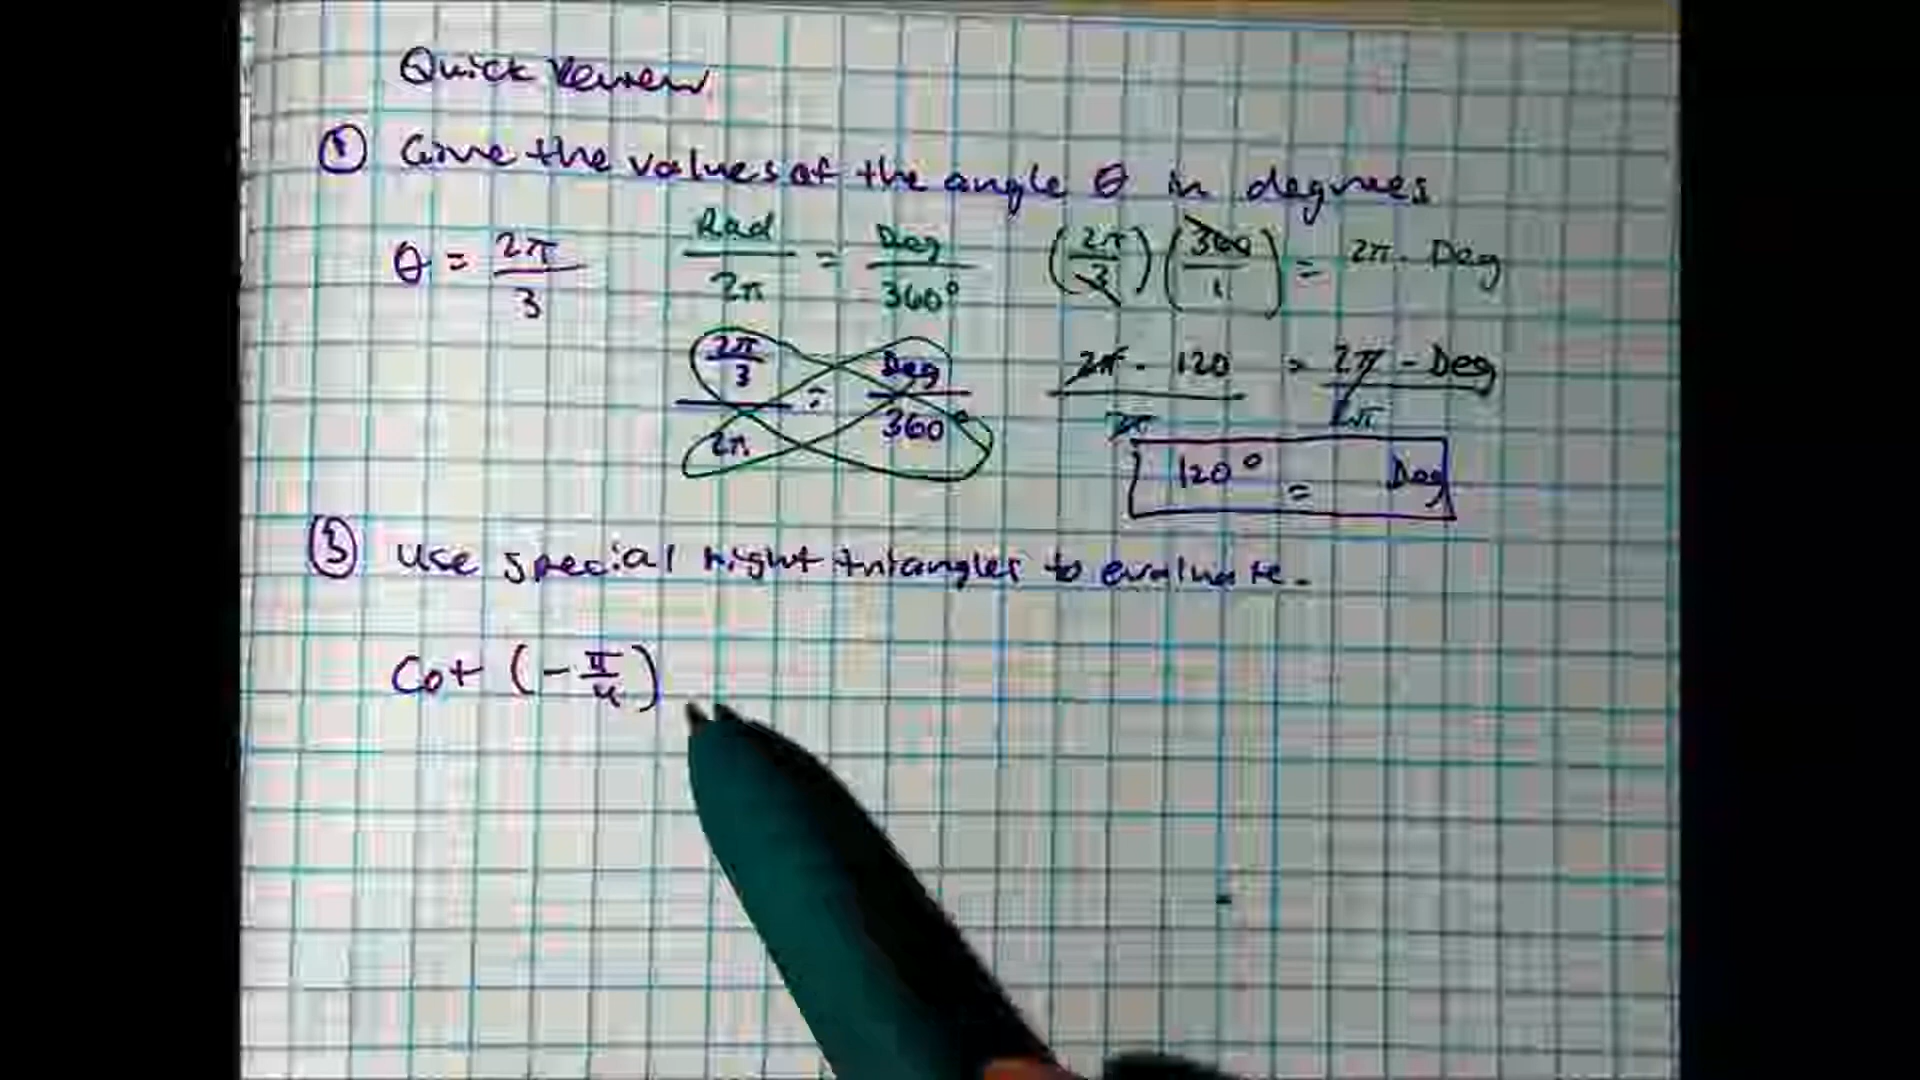 Quick Review
① Give the values of the angle θ in degrees
θ = 2π/3
Rad/2π = Deg/360°
(2π/3)(360/1) = 2π · Deg
2π/3 / 2π = Deg / 360°
2π · 120 / 2π = 2π · Deg / 2π
120° = Deg
③ Use special right triangles to evaluate.
Cot (-π/4)